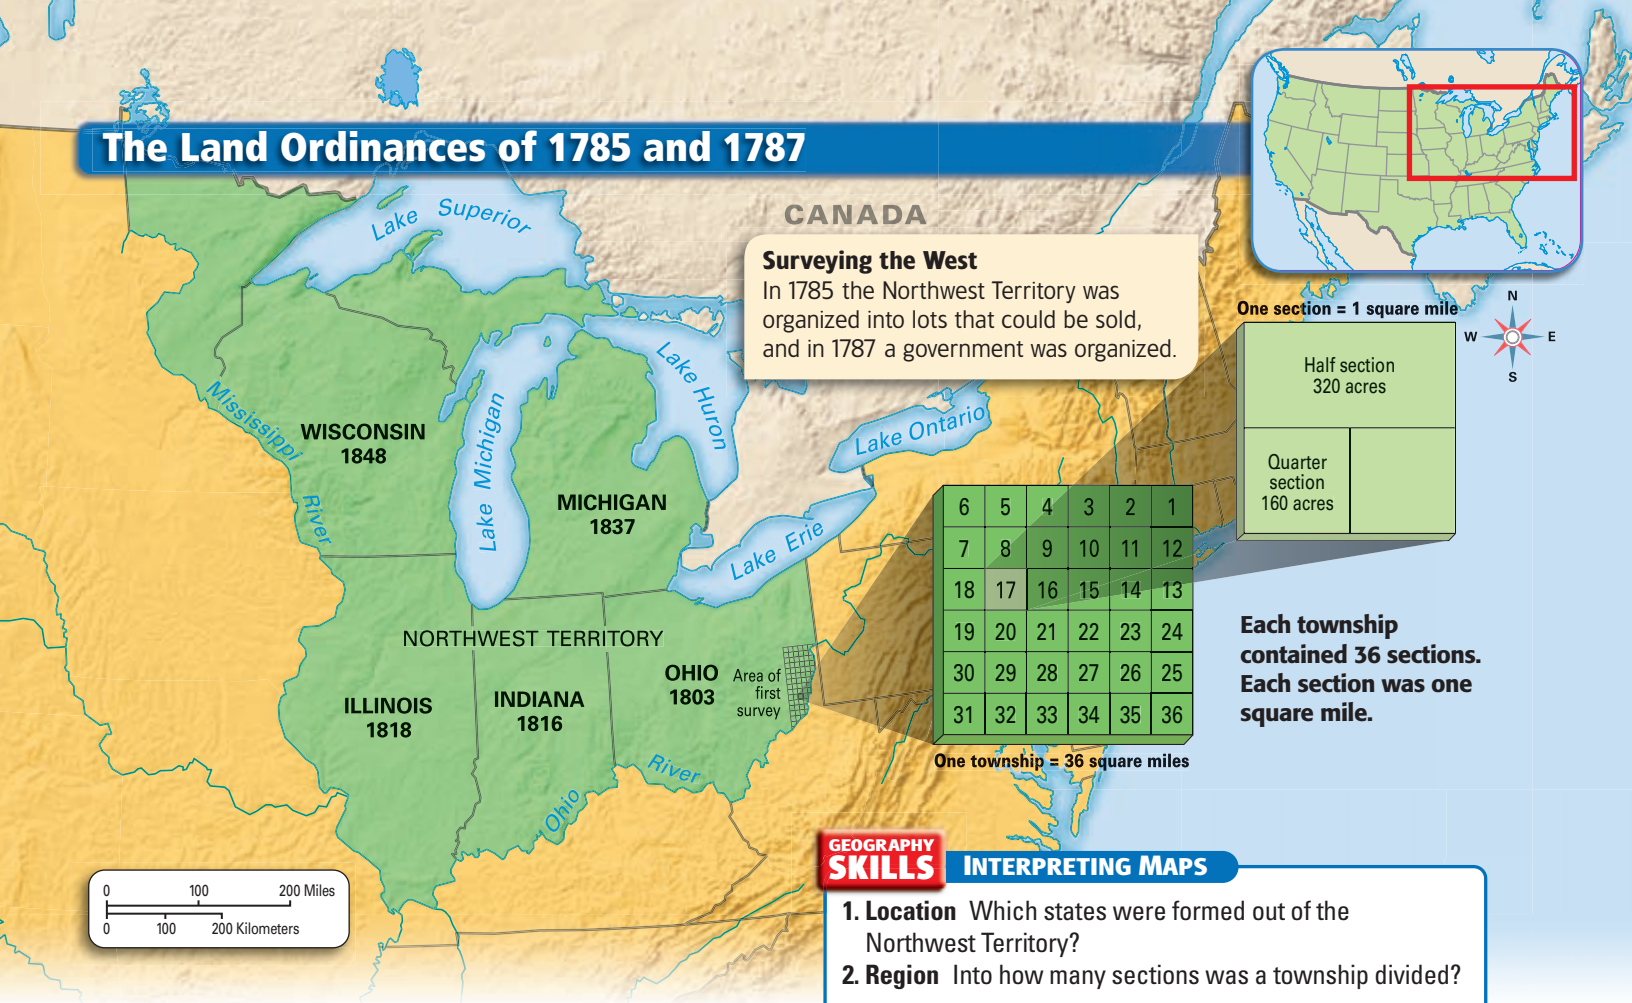 The Land Ordinances of 1785 and 1787
CANADA
Surveying the West
In 1785 the Northwest Territory was
organized into lots that could be sold,
and in 1787 a government was organized.
Lake Superior
Lake Huron
Lake Michigan
Lake Ontario
Lake Erie
Mississippi
River
WISCONSIN
1848
MICHIGAN
1837
NORTHWEST TERRITORY
ILLINOIS
1818
INDIANA
1816
OHIO
1803
Area of
first
survey
Ohio
River
One section = 1 square mile
Half section
320 acres
Quarter
section
160 acres
N
W
E
S
6 5 4 3 2 1
7 8 9 10 11 12
18 17 16 15 14 13
19 20 21 22 23 24
30 29 28 27 26 25
31 32 33 34 35 36
One township = 36 square miles
Each township
contained 36 sections.
Each section was one
square mile.
0 100 200 Miles
0 100 200 Kilometers
GEOGRAPHY
SKILLS
INTERPRETING MAPS
1. Location Which states were formed out of the
Northwest Territory?
2. Region Into how many sections was a township divided?